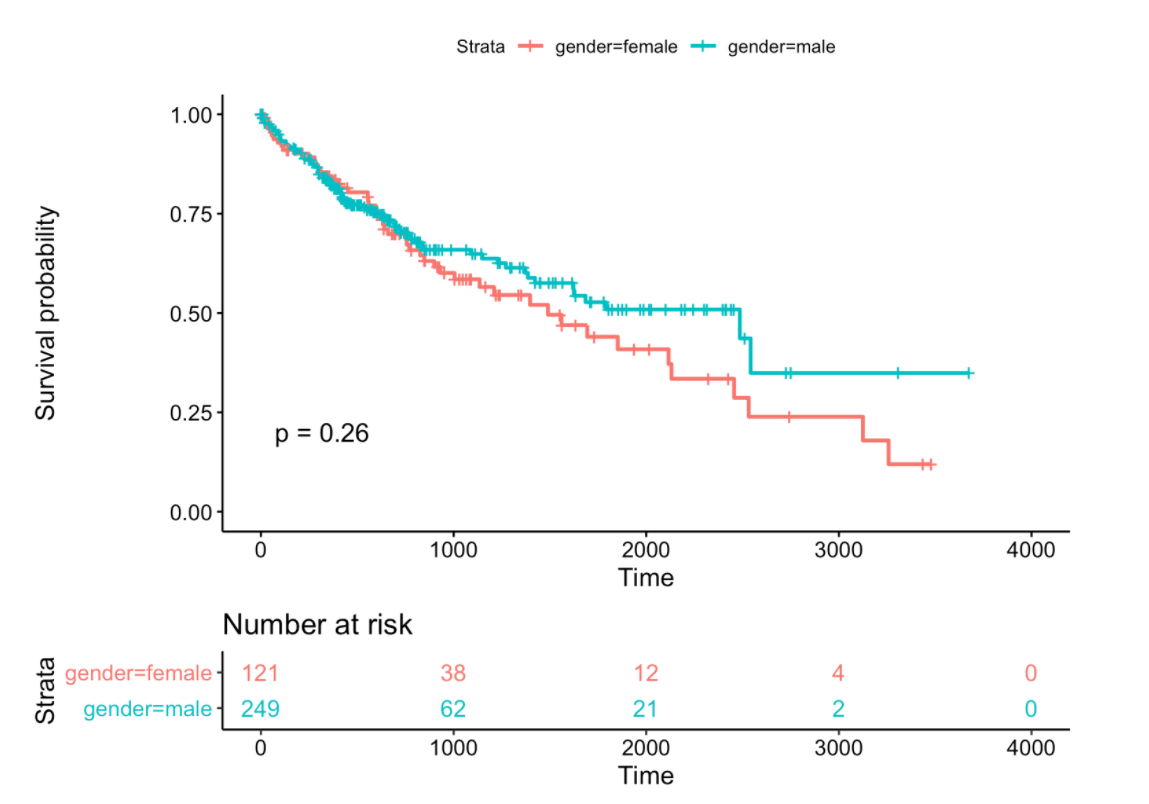 Strata gender=female gender=male
Survival probability
1.00
0.75
0.50
0.25
0.00
p = 0.26
0 1000 2000 3000 4000
Time
Number at risk
Strata
gender=female 121 38 12 4 0
gender=male 249 62 21 2 0
0 1000 2000 3000 4000
Time